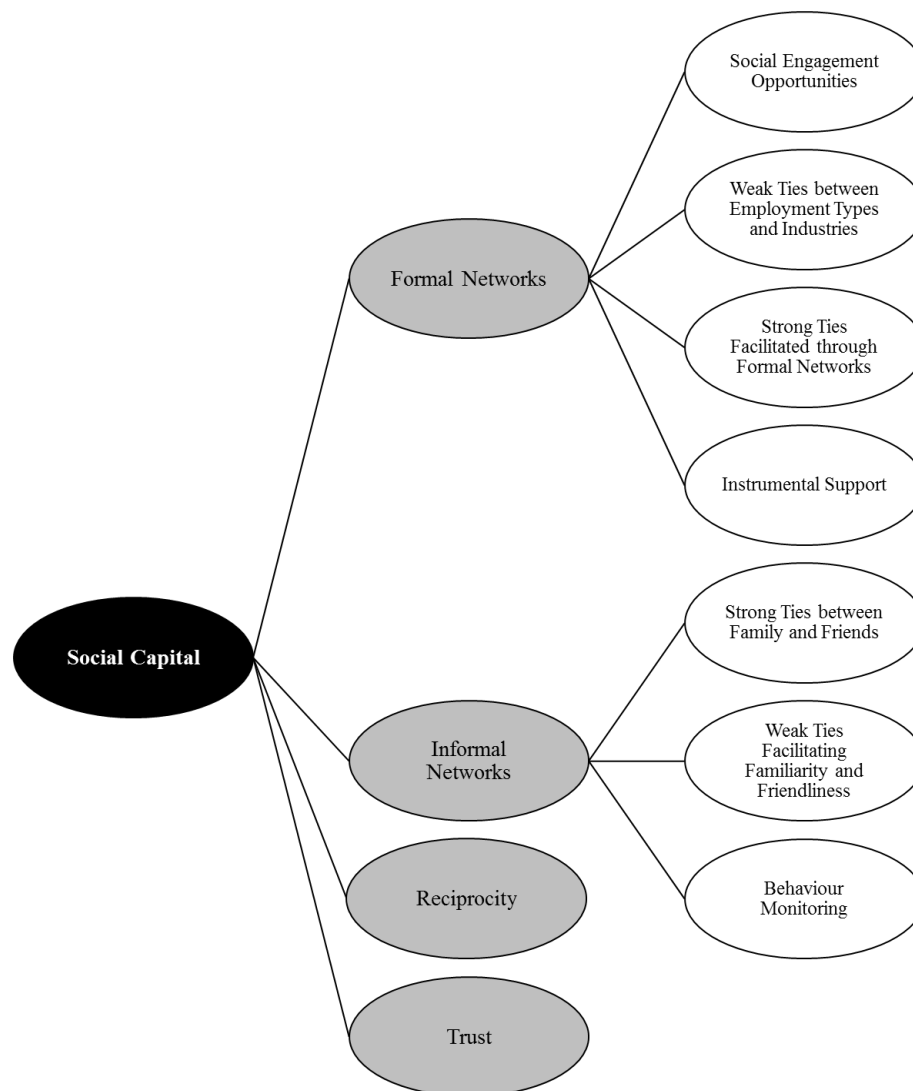 Social Engagement
Opportunities
Weak Ties between
Employment Types
and Industries
Formal Networks
Strong Ties
Facilitated through
Formal Networks
Instrumental Support
Strong Ties between
Family and Friends
Social Capital
Informal
Networks
Weak Ties
Facilitating
Familiarity and
Friendliness
Reciprocity
Behaviour
Monitoring
Trust